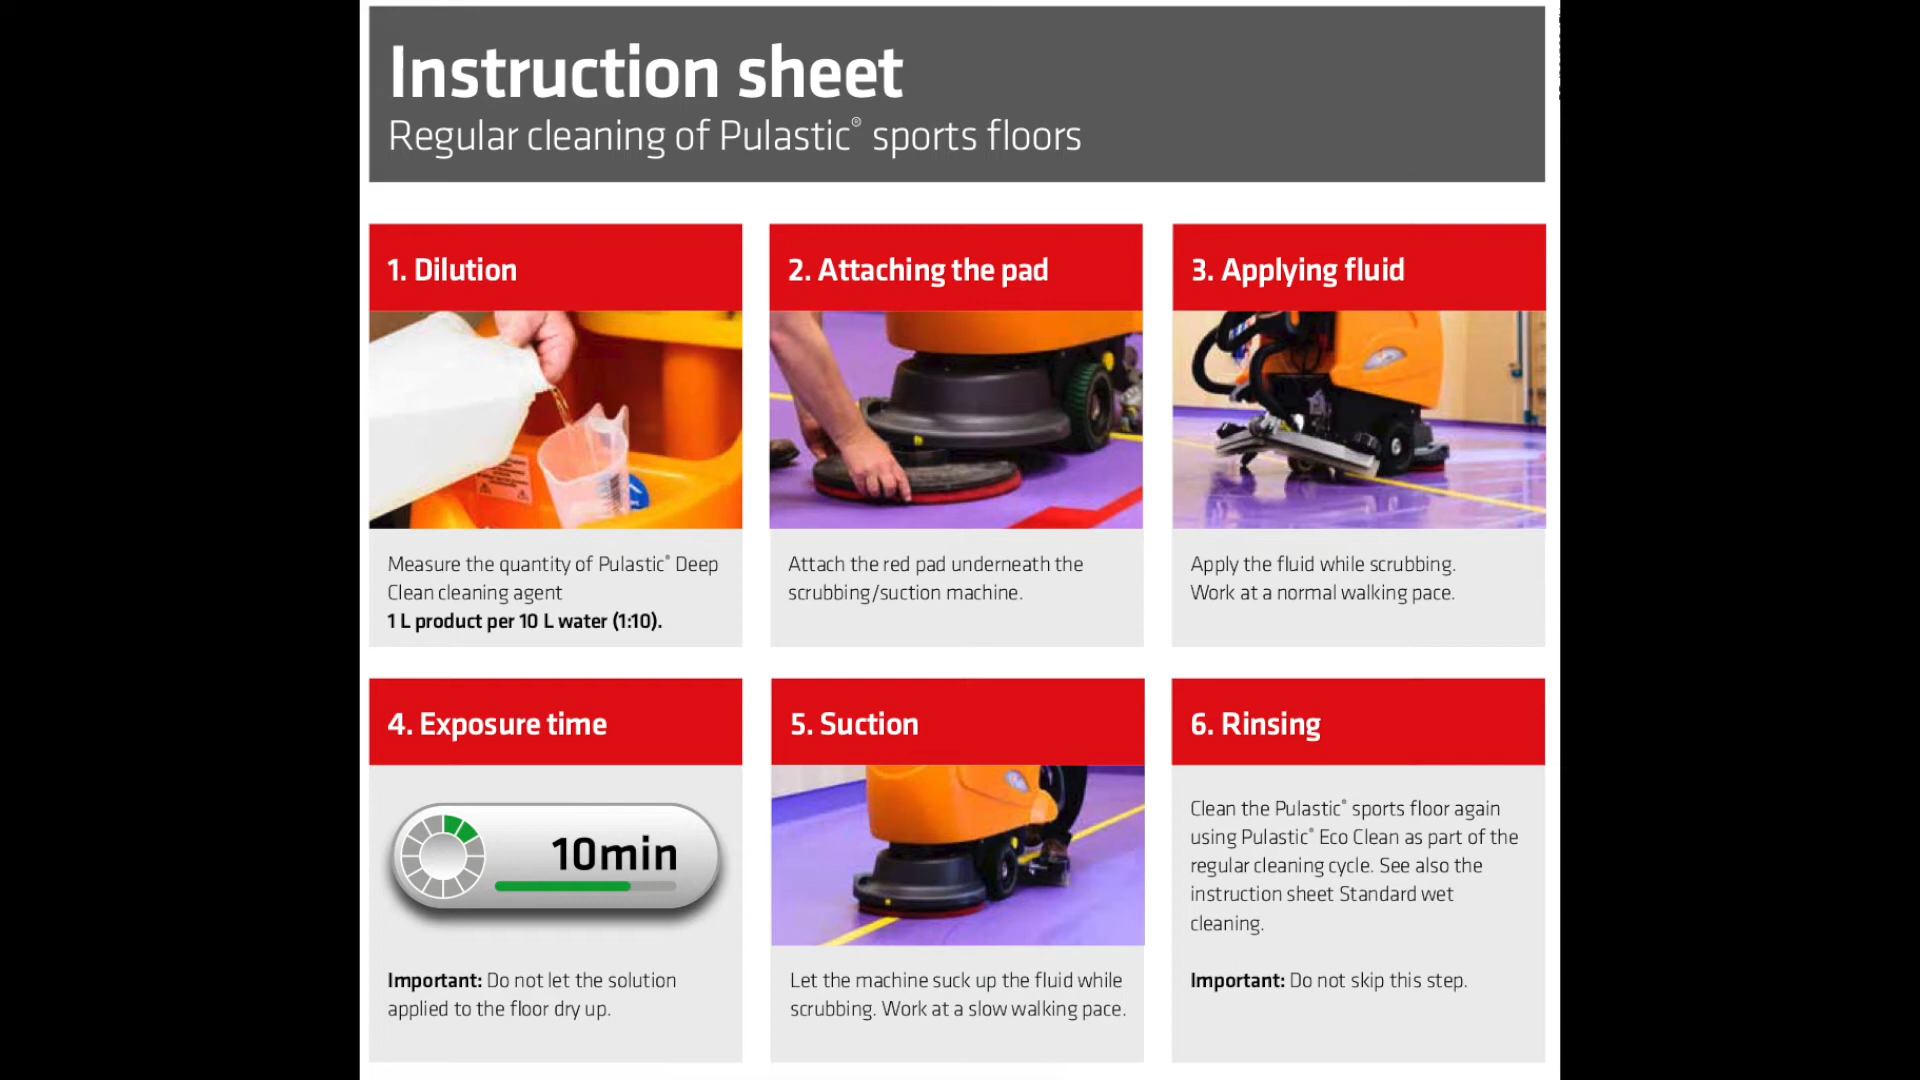 Instruction sheet
Regular cleaning of Pulastic® sports floors
1. Dilution
Measure the quantity of Pulastic® Deep
Clean cleaning agent
1 L product per 10 L water (1:10).
2. Attaching the pad
Attach the red pad underneath the
scrubbing/suction machine.
3. Applying fluid
Apply the fluid while scrubbing.
Work at a normal walking pace.
4. Exposure time
10min
Important: Do not let the solution
applied to the floor dry up.
5. Suction
Let the machine suck up the fluid while
scrubbing. Work at a slow walking pace.
6. Rinsing
Clean the Pulastic® sports floor again
using Pulastic® Eco Clean as part of the
regular cleaning cycle. See also the
instruction sheet Standard wet
cleaning.
Important: Do not skip this step.